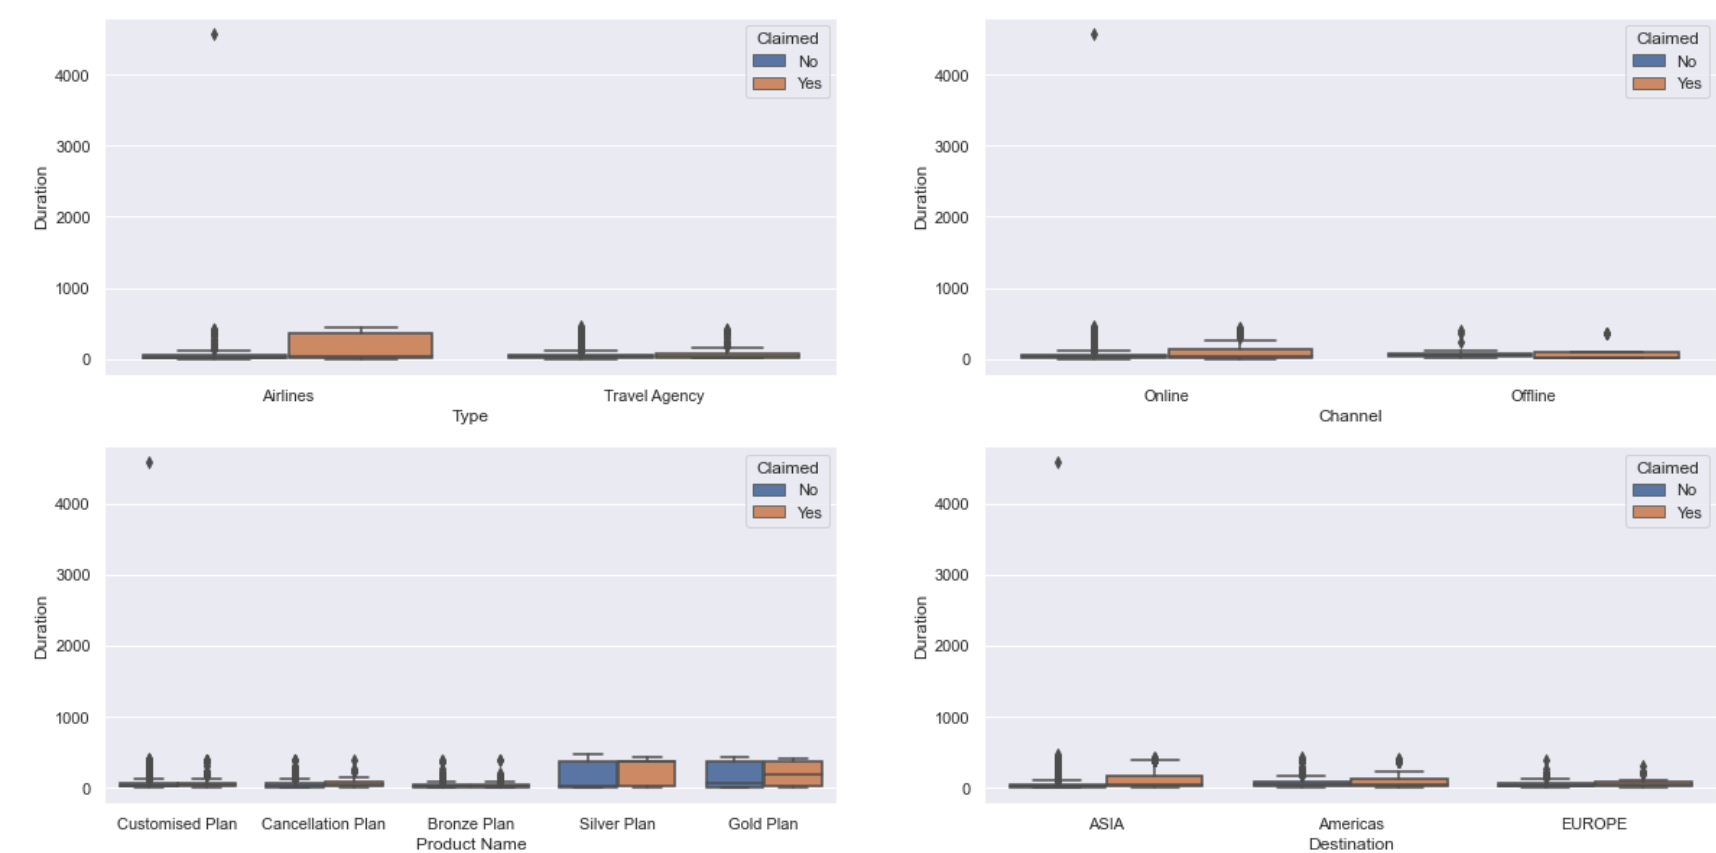 Claimed
No
Yes
4000
3000
2000
1000
0
Duration
Airlines Travel Agency
Type
Claimed
No
Yes
4000
3000
2000
1000
0
Duration
Online Offline
Channel
Claimed
No
Yes
4000
3000
2000
1000
0
Duration
Customised Plan Cancellation Plan Bronze Plan Silver Plan Gold Plan
Product Name
Claimed
No
Yes
4000
3000
2000
1000
0
Duration
ASIA Americas EUROPE
Destination